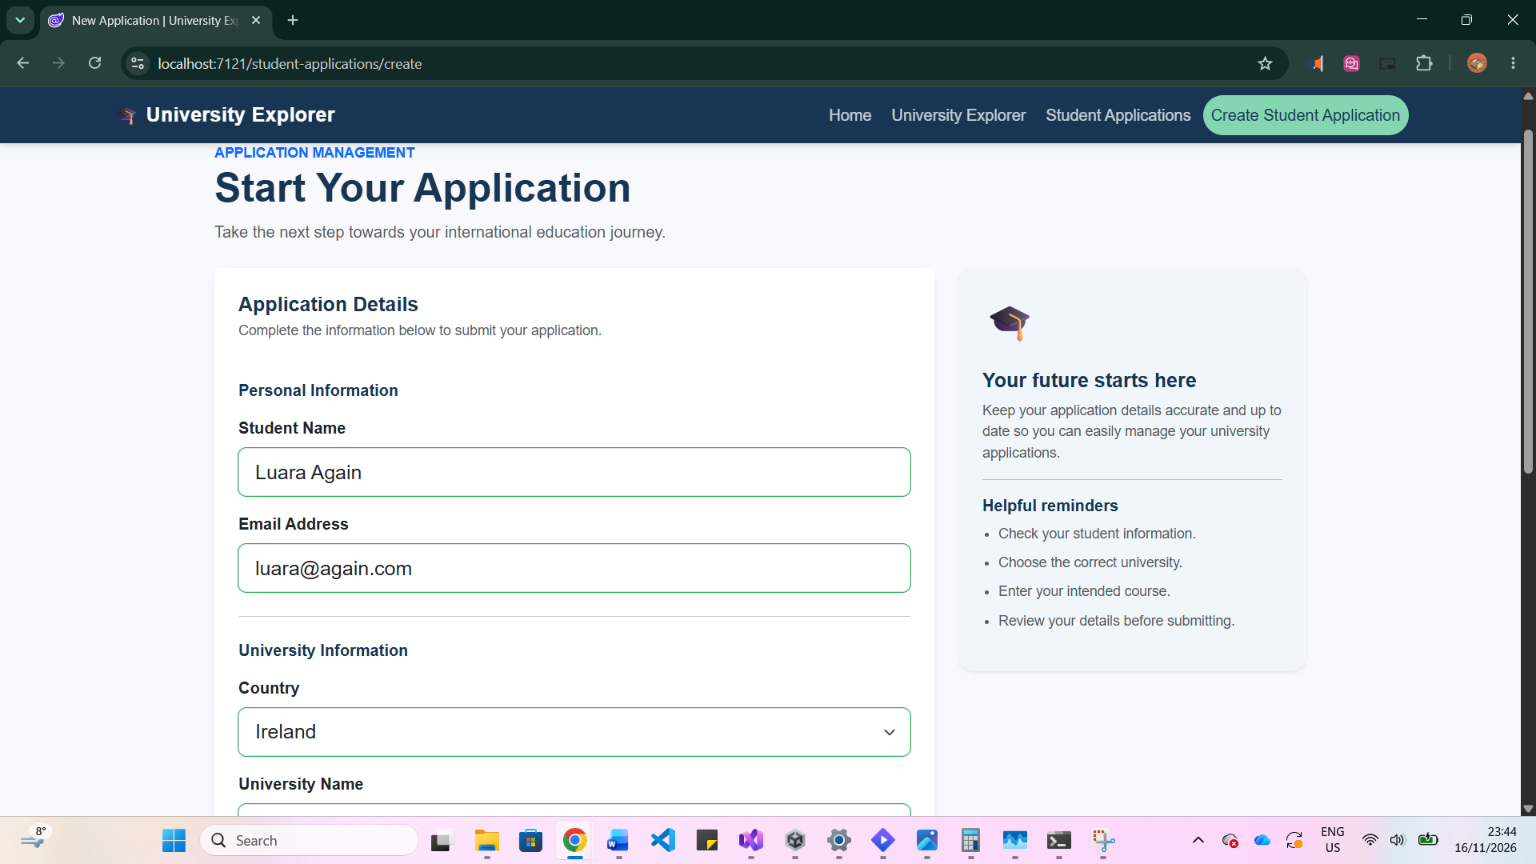 New Application | University Ex
localhost:7121/student-applications/create
University Explorer
Home
University Explorer
Student Applications
Create Student Application
APPLICATION MANAGEMENT
Start Your Application
Take the next step towards your international education journey.
Application Details
Complete the information below to submit your application.
Personal Information
Student Name
Luara Again
Email Address
luara@again.com
University Information
Country
Ireland
University Name
Your future starts here
Keep your application details accurate and up to
date so you can easily manage your university
applications.
Helpful reminders
Check your student information.
Choose the correct university.
Enter your intended course.
Review your details before submitting.
8°
Search
ENG
US
23:44
16/11/2026